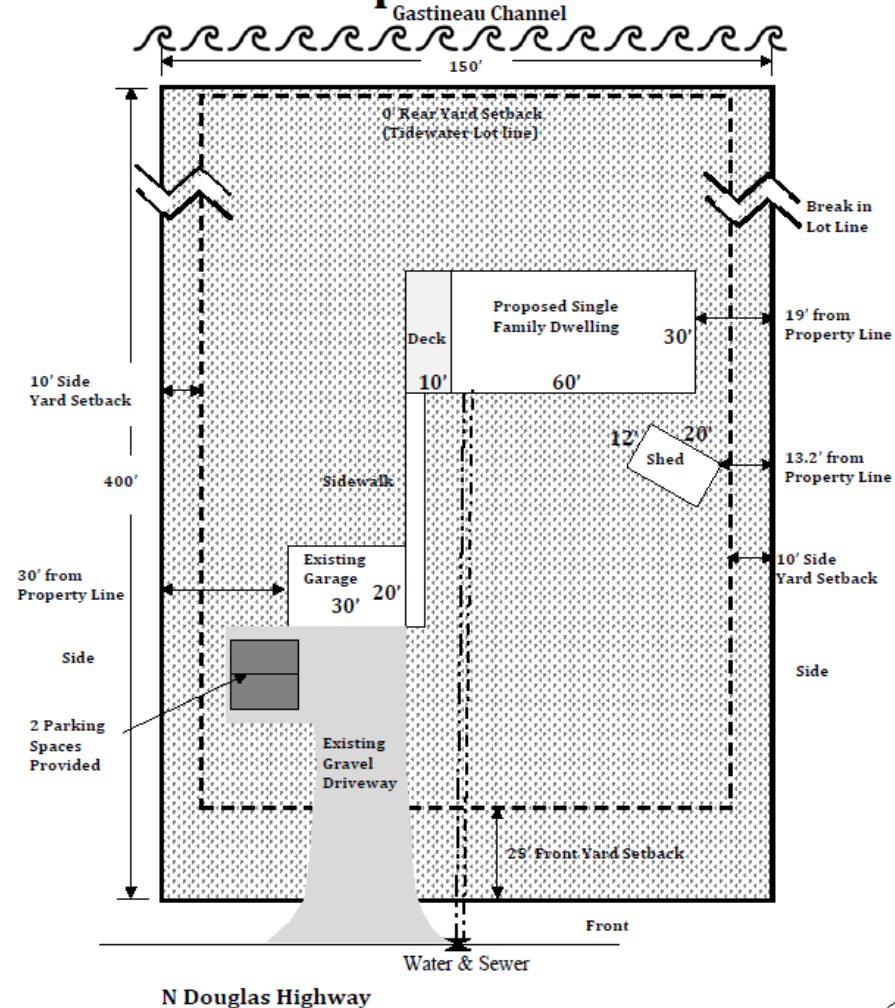 Gastineau Channel
150'
0' Rear Yard Setback
(Tidewater Lot line)
Break in
Lot Line
Proposed Single
Family Dwelling
30'
19' from
Property Line
Deck
10'
60'
10' Side
Yard Setback
12'
20'
Shed
13.2' from
Property Line
400'
Sidewalk
Existing
Garage
20'
30'
30' from
Property Line
10' Side
Yard Setback
Side
Side
2 Parking
Spaces
Provided
Existing
Gravel
Driveway
25' Front Yard Setback
Front
Water & Sewer
N Douglas Highway